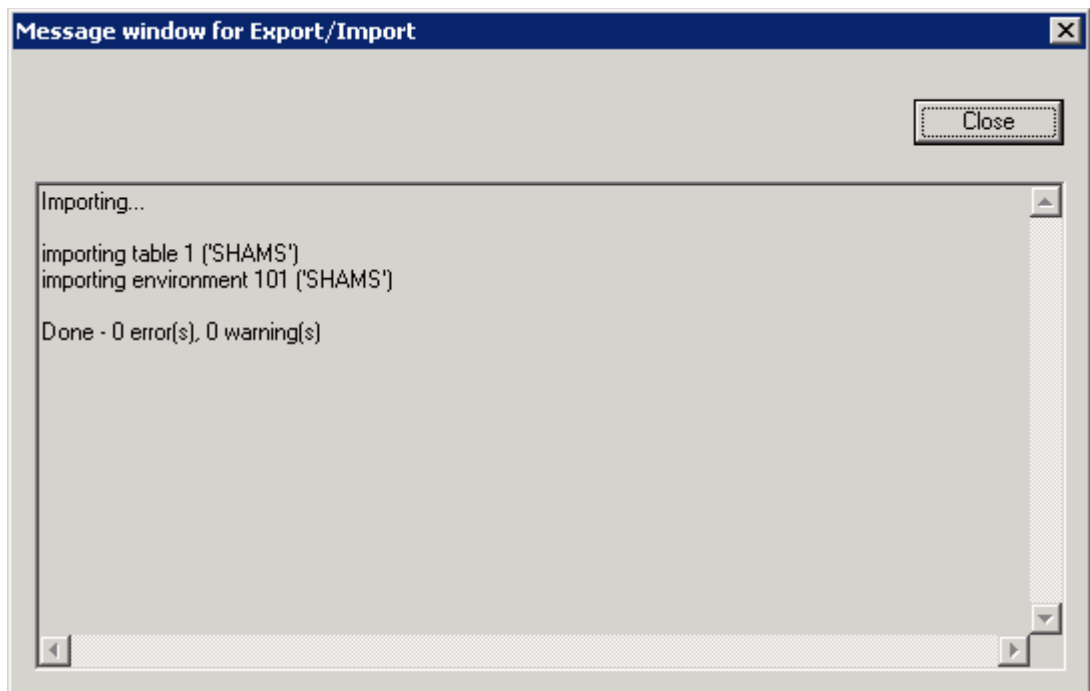 Message window for Export/Import
Close
Importing...
importing table 1 ('SHAMS')
importing environment 101 ('SHAMS')
Done - 0 error(s), 0 warning(s)